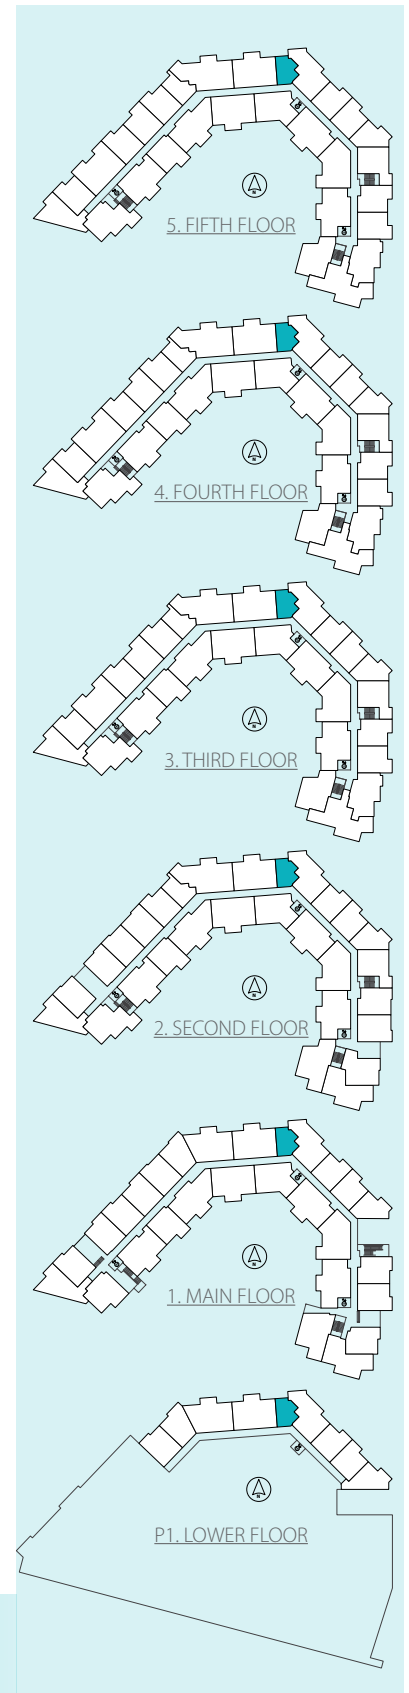 N
5. FIFTH FLOOR
N
4. FOURTH FLOOR
N
3. THIRD FLOOR
N
2. SECOND FLOOR
N
1. MAIN FLOOR
N
P1. LOWER FLOOR